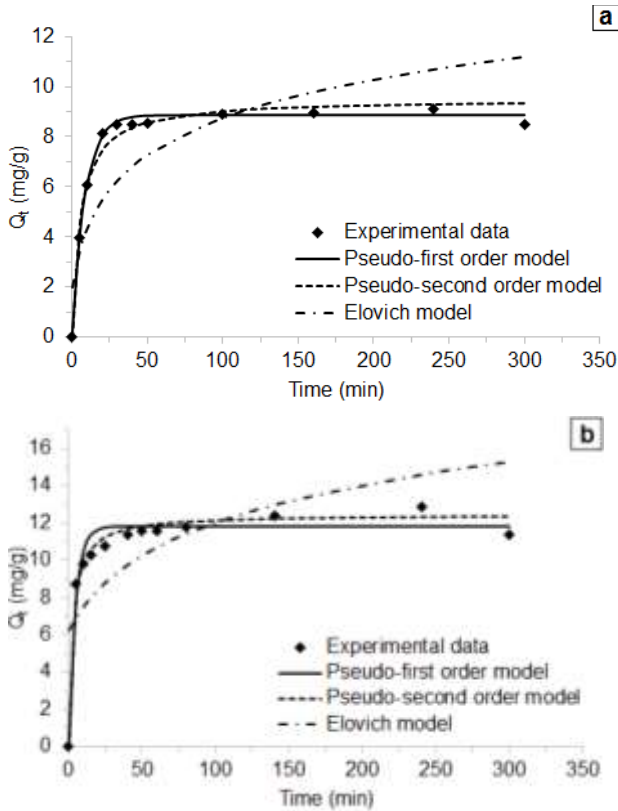 a
12
10
8
6
4
2
0
Qt (mg/g)
Experimental data
Pseudo-first order model
Pseudo-second order model
Elovich model
0 50 100 150 200 250 300 350
Time (min)
b
16
14
12
10
8
6
4
2
0
Qt (mg/g)
Experimental data
Pseudo-first order model
Pseudo-second order model
Elovich model
0 50 100 150 200 250 300 350
Time (min)